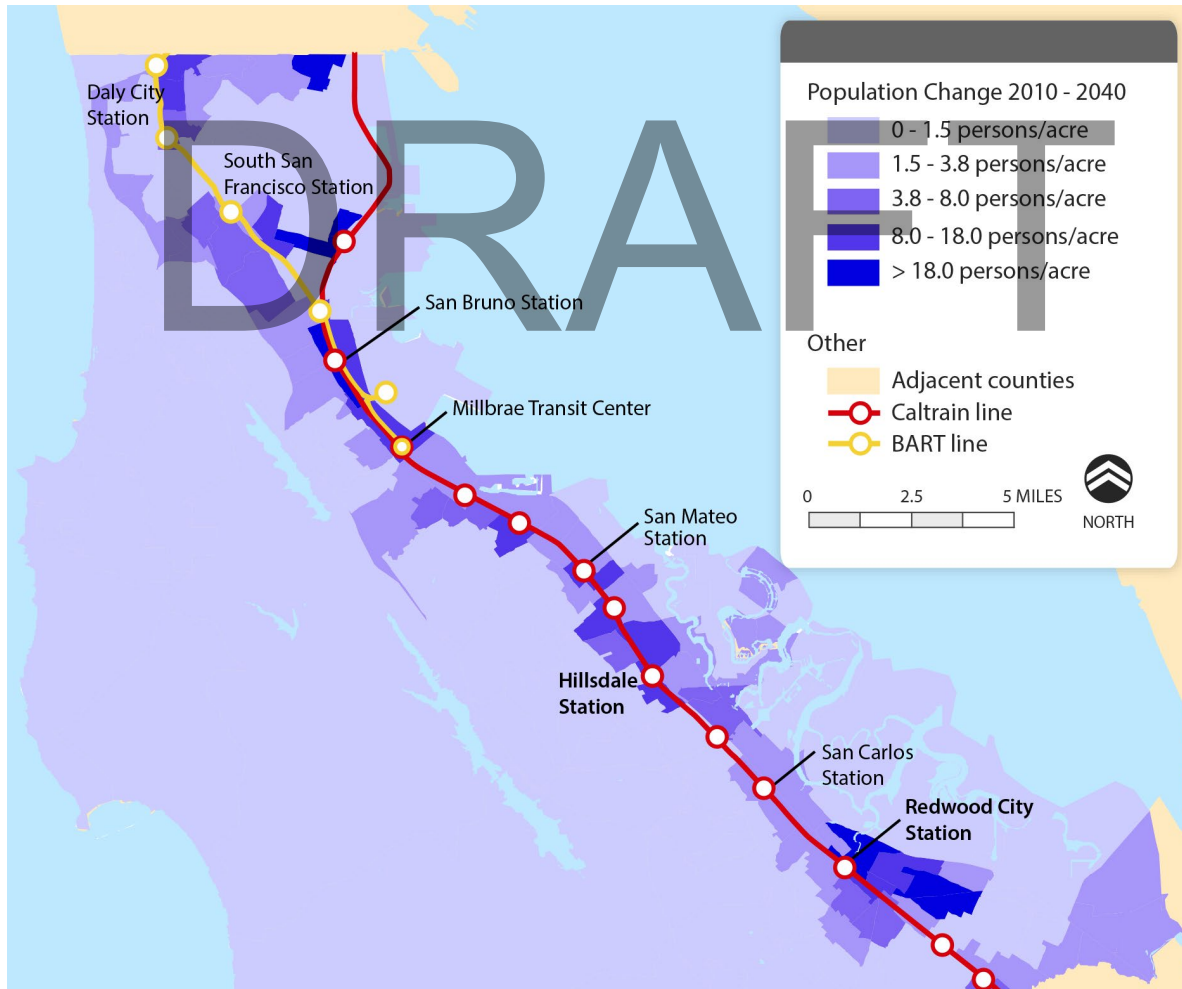 Daly City
Station
South San
Francisco Station
San Bruno Station
Millbrae Transit Center
San Mateo
Station
Hillsdale
Station
San Carlos
Station
Redwood City
Station
DRAFT
Population Change 2010 - 2040
0 - 1.5 persons/acre
1.5 - 3.8 persons/acre
3.8 - 8.0 persons/acre
8.0 - 18.0 persons/acre
> 18.0 persons/acre
Other
Adjacent counties
Caltrain line
BART line
0 2.5 5 MILES
NORTH